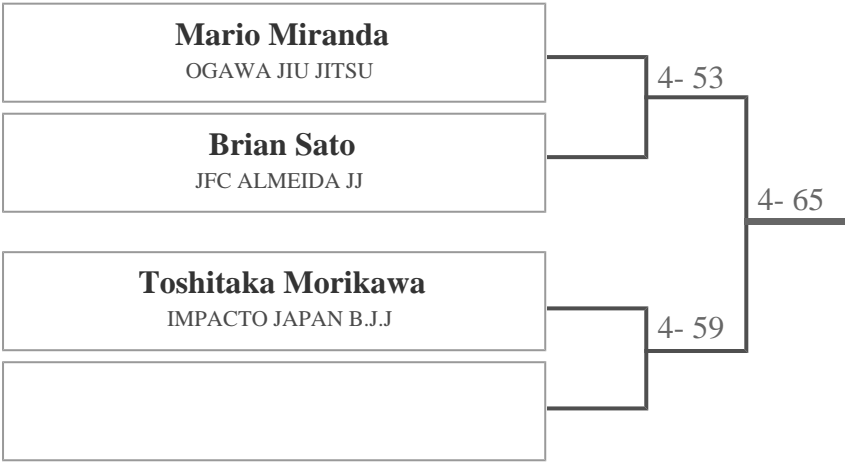 Mario Miranda
OGAWA JIU JITSU
4- 53
Brian Sato
JFC ALMEIDA JJ
4- 65
Toshitaka Morikawa
IMPACTO JAPAN B.J.J
4- 59